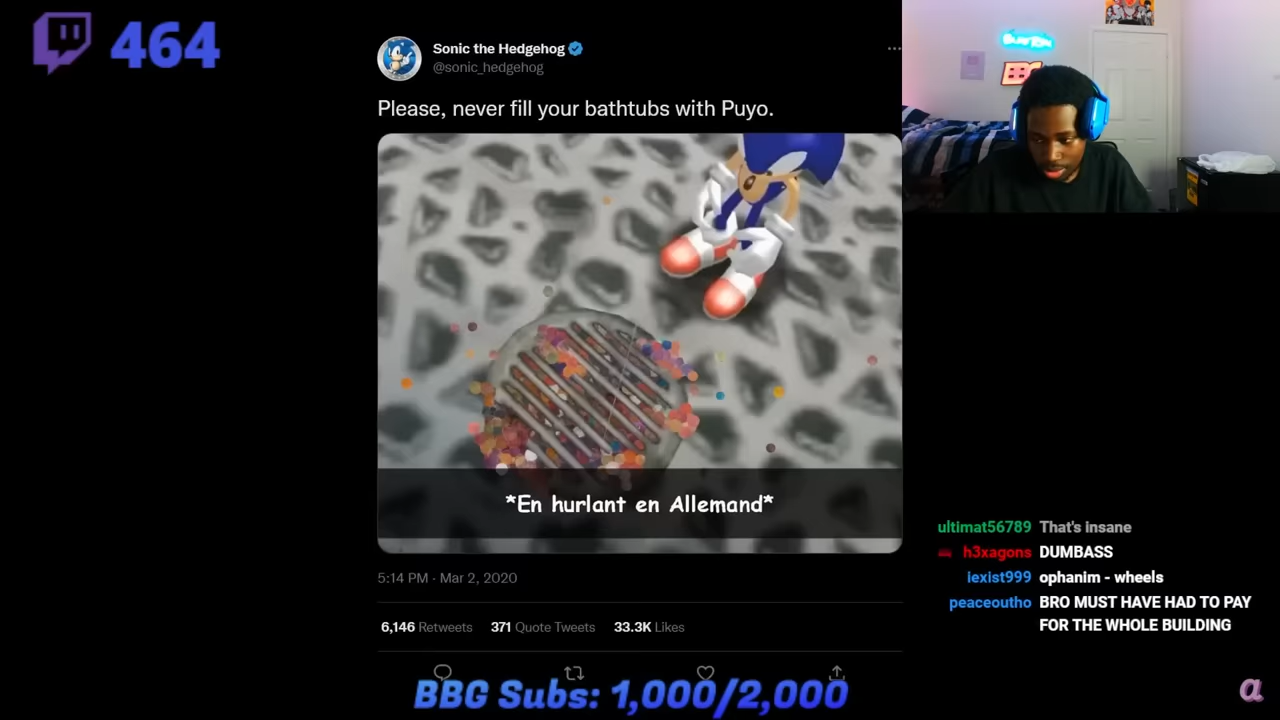 464
Sonic the Hedgehog
@sonic_hedgehog
Please, never fill your bathtubs with Puyo.
*En hurlant en Allemand*
5:14 PM · Mar 2, 2020
6,146 Retweets 371 Quote Tweets 33.3K Likes
BBG Subs: 1,000/2,000
ultimat56789 That's insane
h3xagons DUMBASS
iexist999 ophanim - wheels
peaceoutho BRO MUST HAVE HAD TO PAY
FOR THE WHOLE BUILDING
a